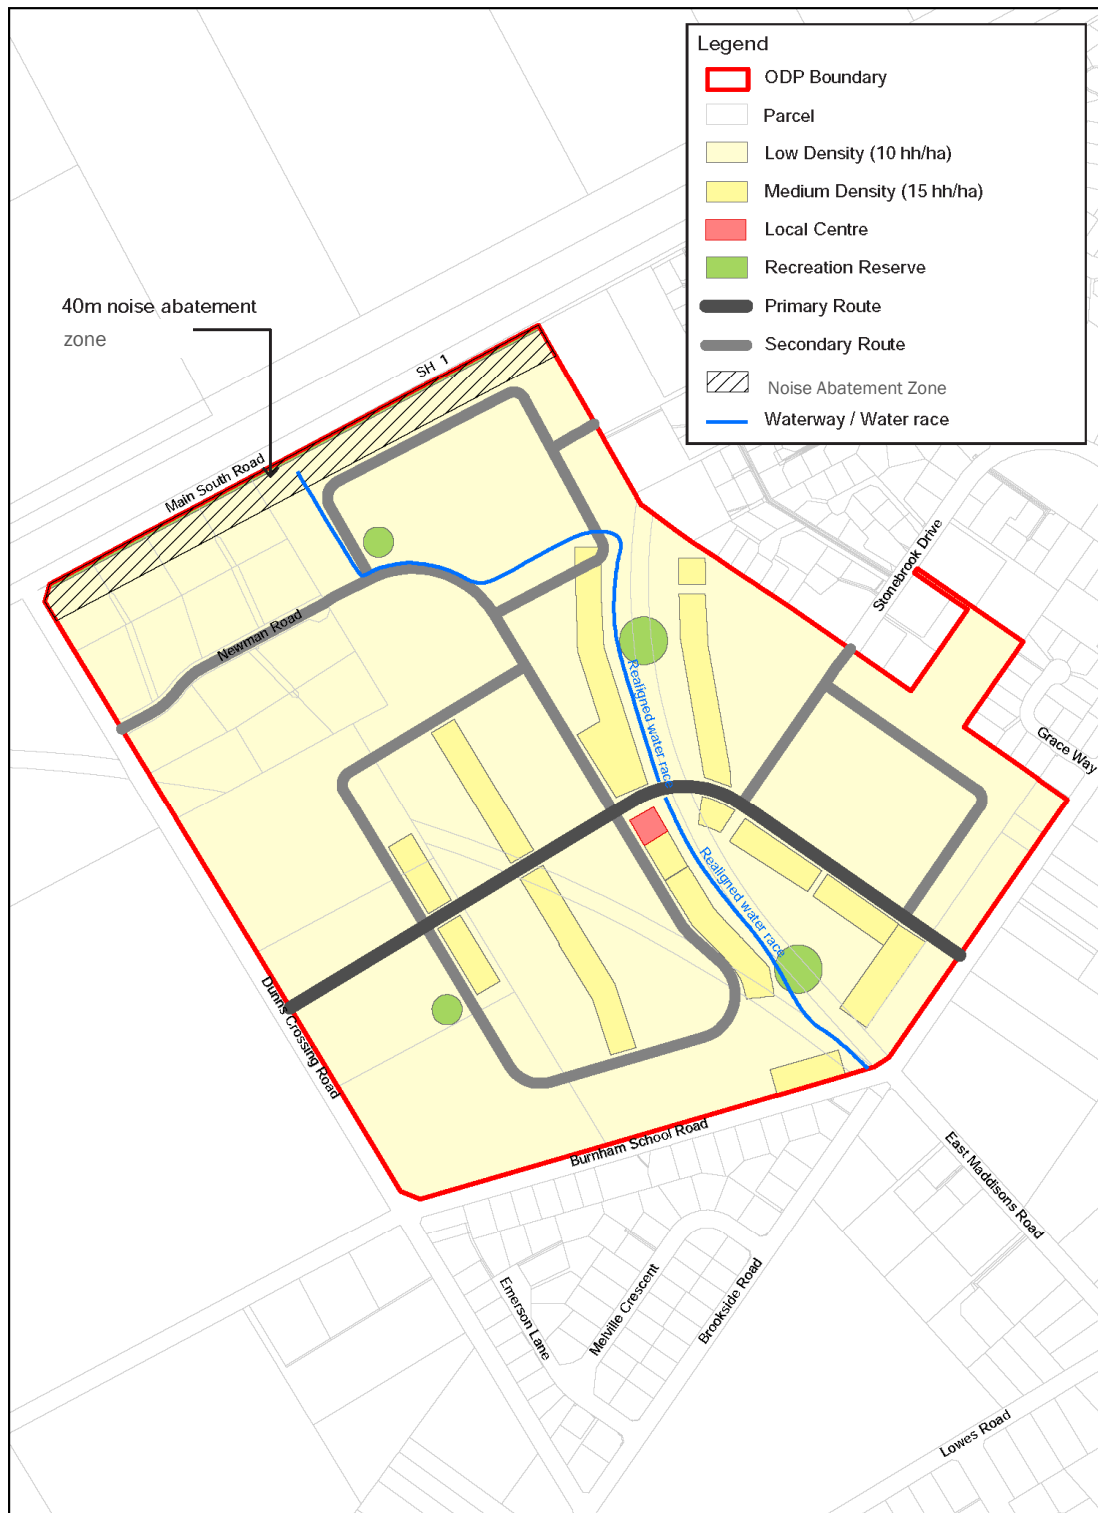 Legend
ODP Boundary
Parcel
Low Density (10 hh/ha)
Medium Density (15 hh/ha)
Local Centre
Recreation Reserve
Primary Route
Secondary Route
Noise Abatement Zone
Waterway / Water race
40m noise abatement
zone
SH 1
Main South Road
Newman Road
Stonebrook Drive
Realigned water race
Grace Way
Realigned water race
Dunns Crossing Road
Burnham School Road
East Maddisons Road
Emerson Lane
Melville Crescent
Brookside Road
Lowes Road